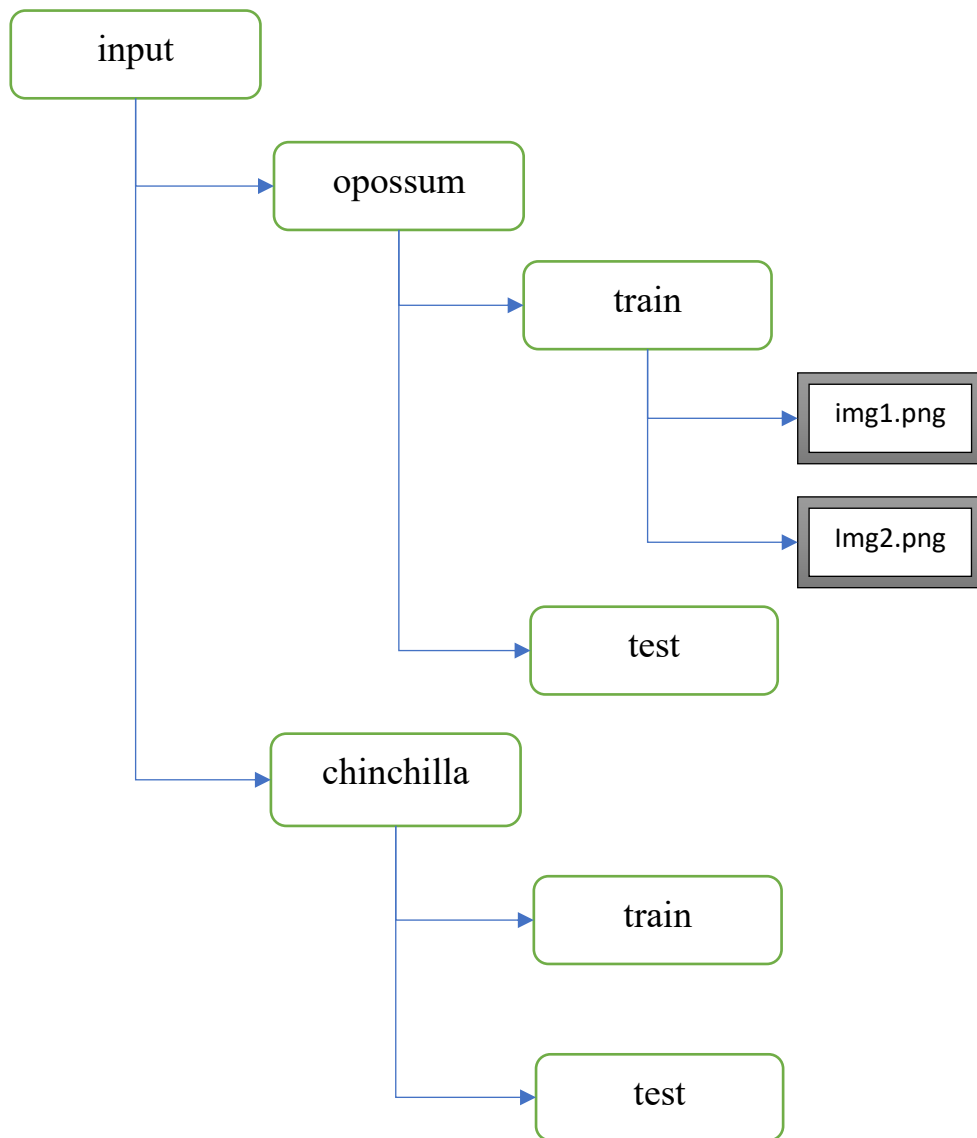 input
opossum
train
img1.png
Img2.png
test
chinchilla
train
test